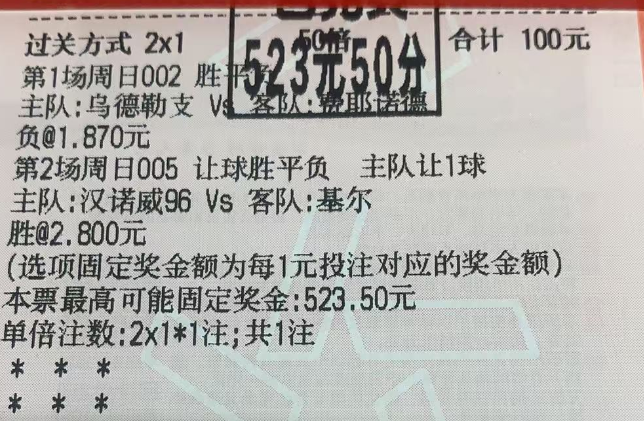 过关方式 2x1 50倍 合计 100元
523元50分
第1场周日002 胜平负
主队:乌德勒支 Vs 客队:费耶诺德
负@1.870元
第2场周日005 让球胜平负 主队让1球
主队:汉诺威96 Vs 客队:基尔
胜@2.800元
(选项固定奖金额为每1元投注对应的奖金额)
本票最高可能固定奖金:523.50元
单倍注数:2x1*1注;共1注
* * *
* * *